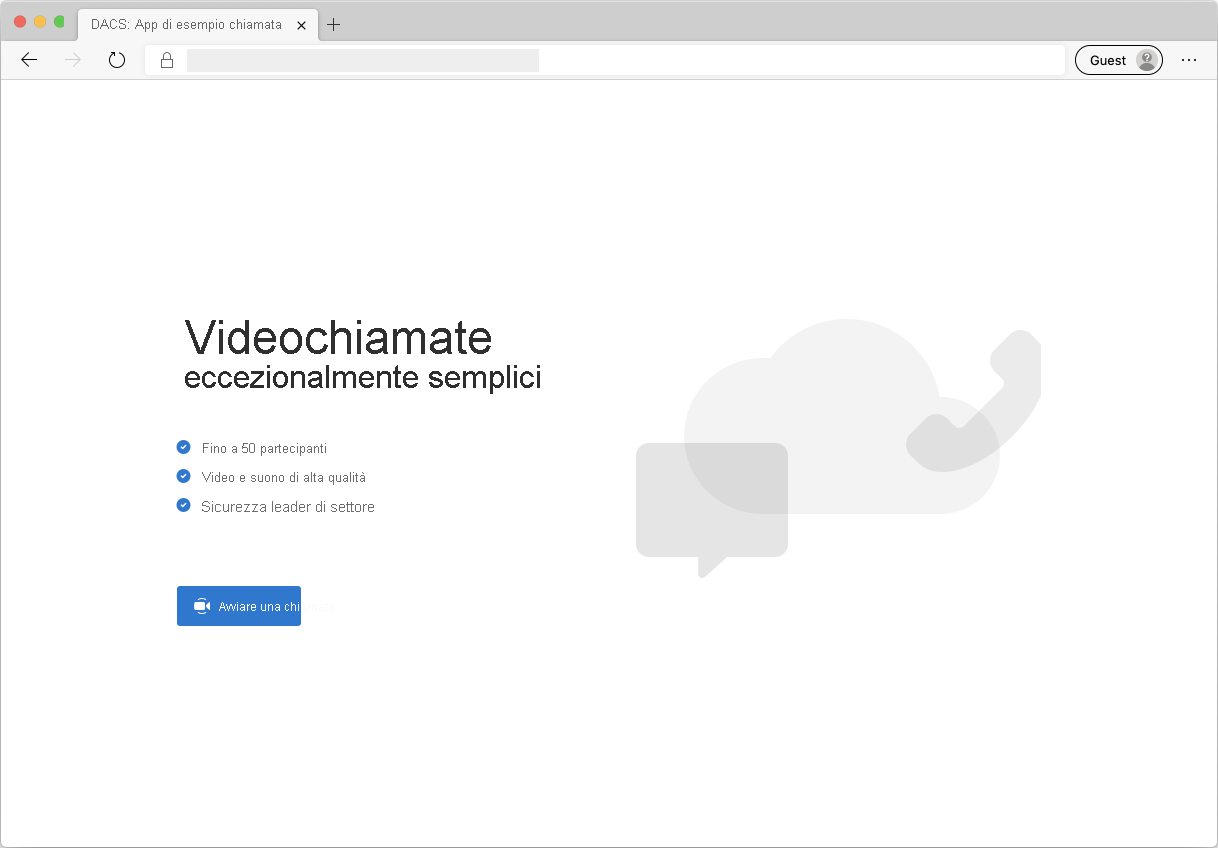 DACS: App di esempio chiamata
Guest
Videochiamate
eccezionalmente semplici
Fino a 50 partecipanti
Video e suono di alta qualità
Sicurezza leader di settore
Avviare una chi